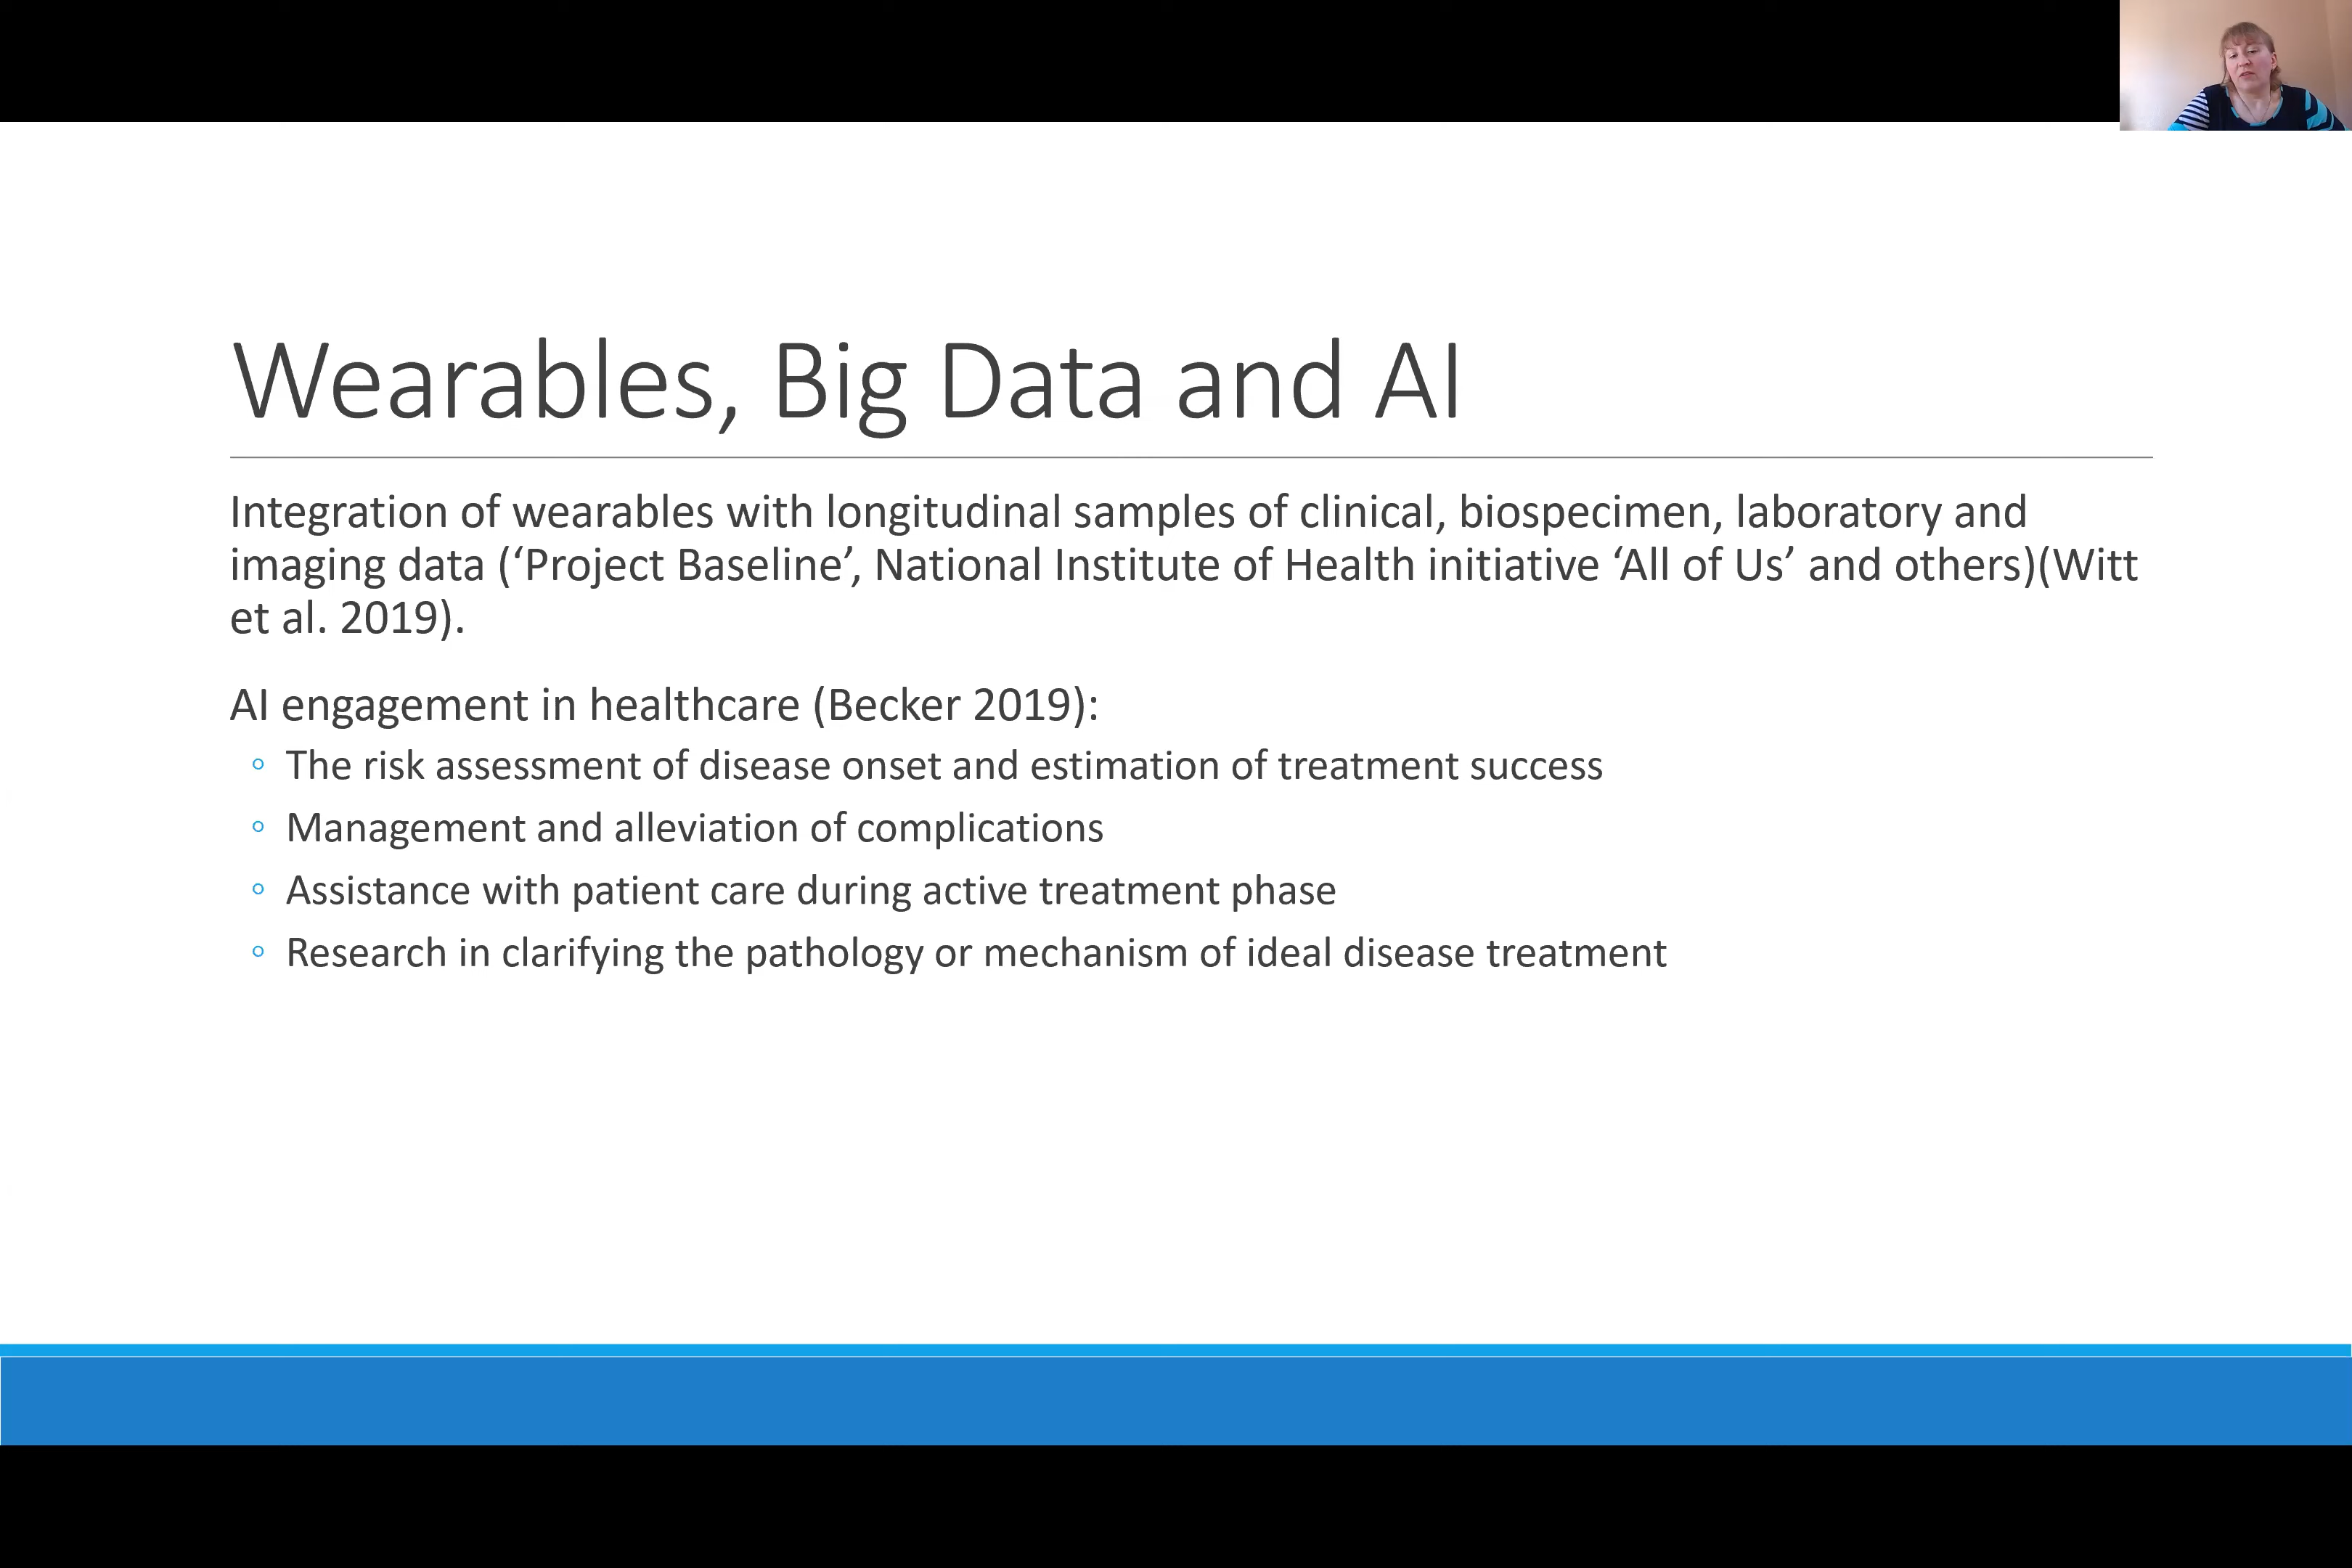 Wearables, Big Data and AI
Integration of wearables with longitudinal samples of clinical, biospecimen, laboratory and
imaging data (‘Project Baseline’, National Institute of Health initiative ‘All of Us’ and others)(Witt
et al. 2019).
AI engagement in healthcare (Becker 2019):
◦ The risk assessment of disease onset and estimation of treatment success
◦ Management and alleviation of complications
◦ Assistance with patient care during active treatment phase
◦ Research in clarifying the pathology or mechanism of ideal disease treatment